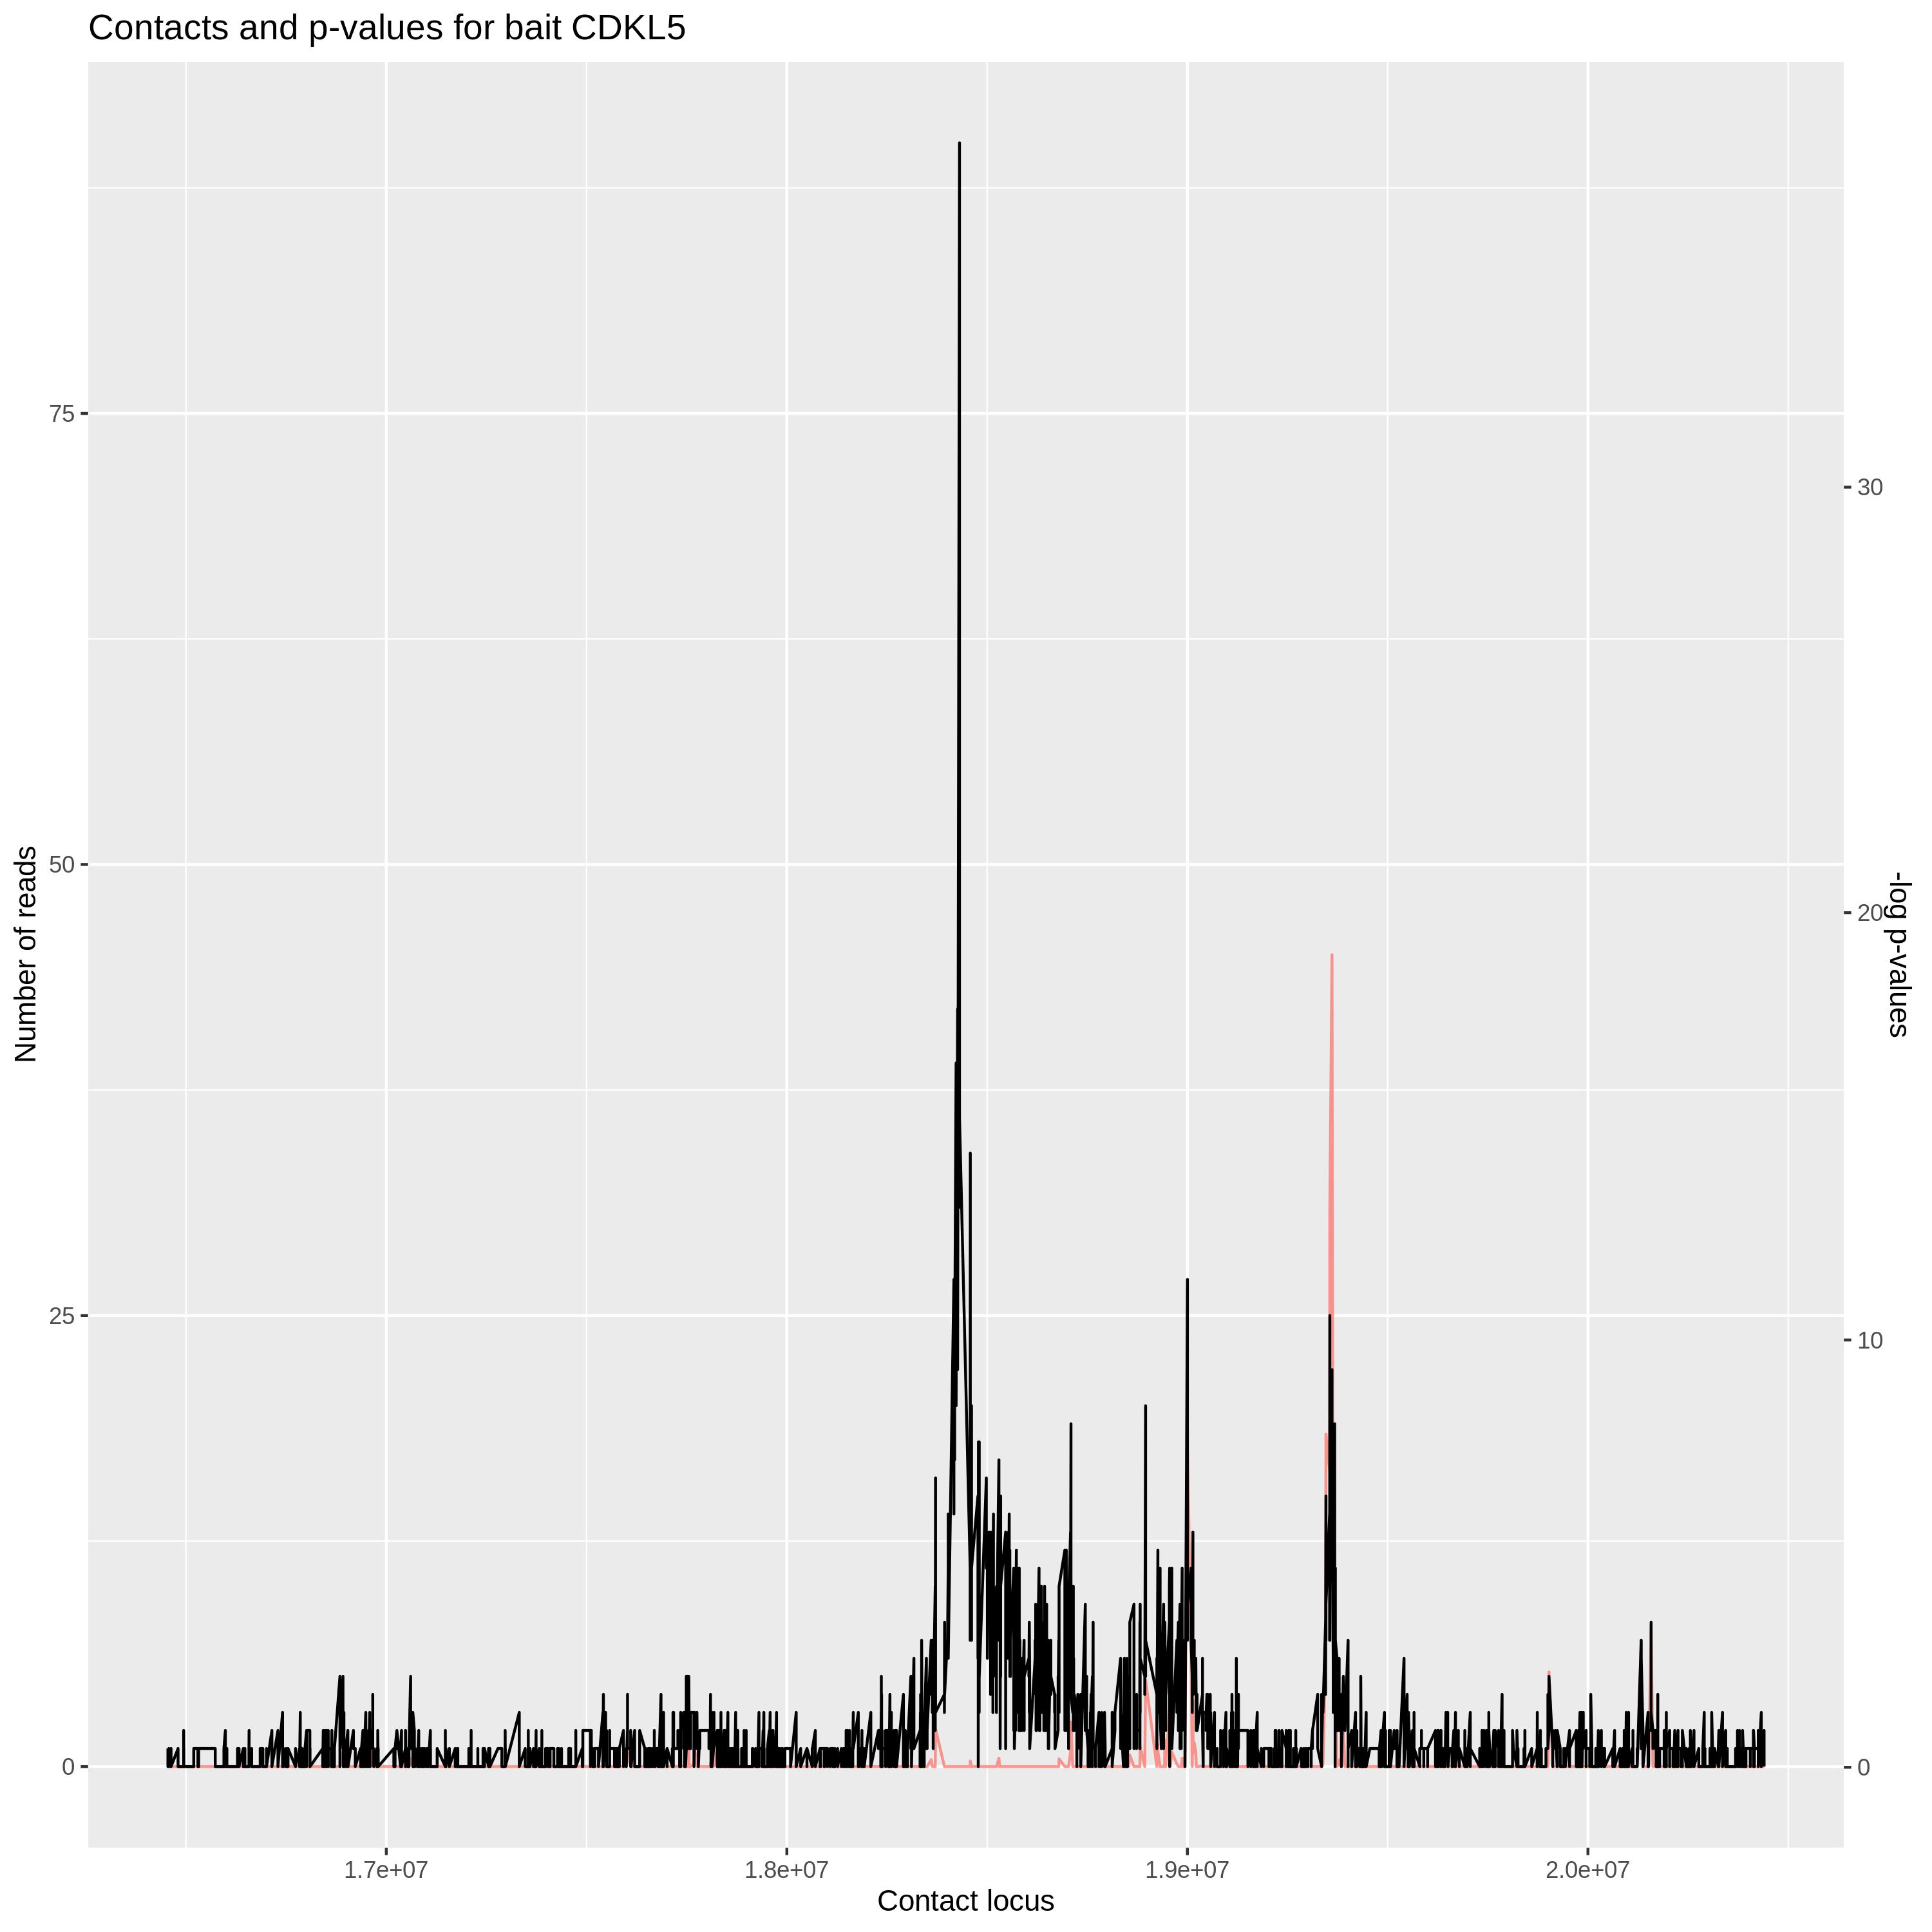 Contacts and p-values for bait CDKL5
75
50
25
0
Number of reads
30
20
10
0
-log p-values
1.7e+07
1.8e+07
1.9e+07
2.0e+07
Contact locus